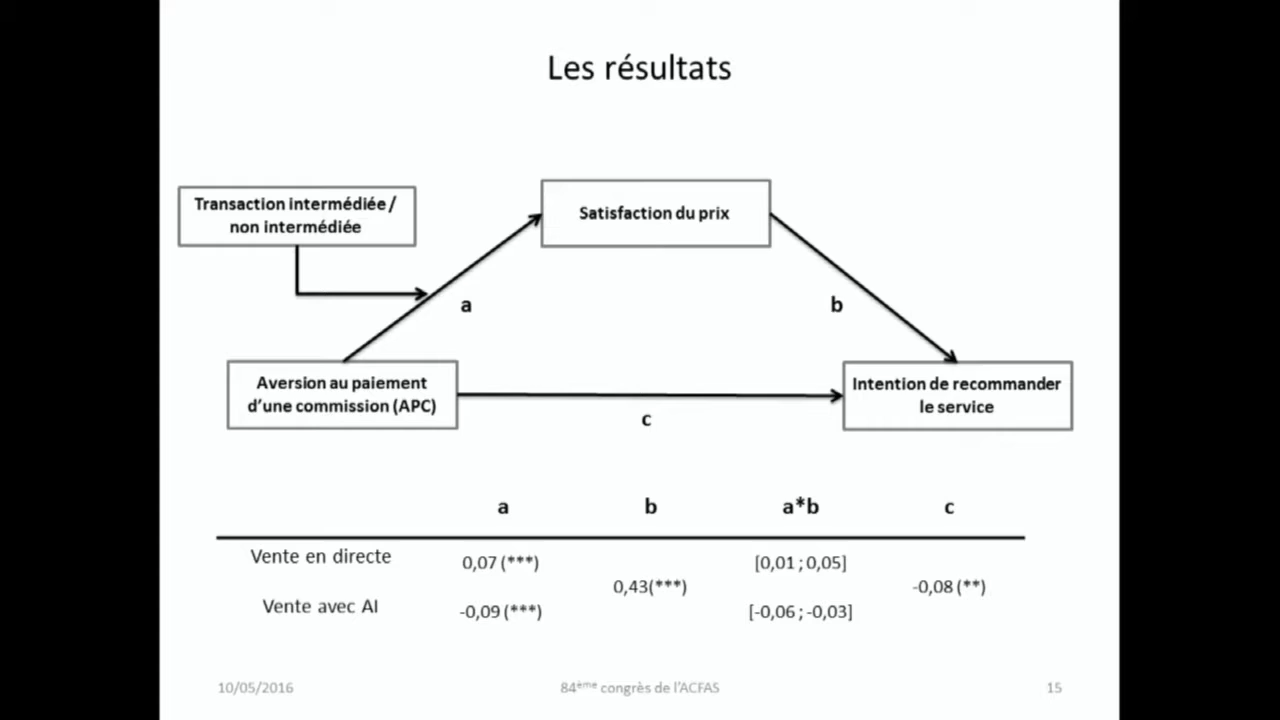 Les résultats
Transaction intermédiée /
non intermédiée
Satisfaction du prix
a
b
Aversion au paiement
d'une commission (APC)
Intention de recommander
le service
c
a b a*b c
Vente en directe 0,07 (***) [0,01 ; 0,05]
0,43(***) -0,08 (**)
Vente avec AI -0,09 (***) [-0,06 ; -0,03]
10/05/2016 84ème congrès de l'ACFAS 15